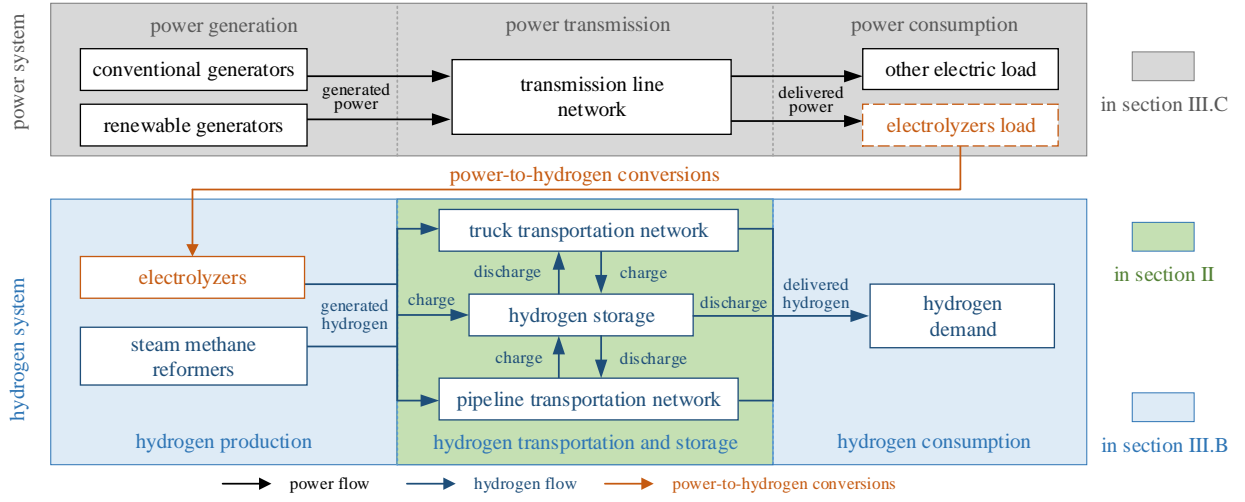 power system
power generation
power transmission
power consumption
conventional generators
renewable generators
generated
power
transmission line
network
delivered
power
other electric load
electrolyzers load
in section III.C
power-to-hydrogen conversions
hydrogen system
electrolyzers
steam methane
reformers
generated
hydrogen
truck transportation network
discharge
charge
charge
hydrogen storage
discharge
charge
discharge
pipeline transportation network
delivered
hydrogen
hydrogen
demand
in section II
hydrogen production
hydrogen transportation and storage
hydrogen consumption
in section III.B
power flow
hydrogen flow
power-to-hydrogen conversions